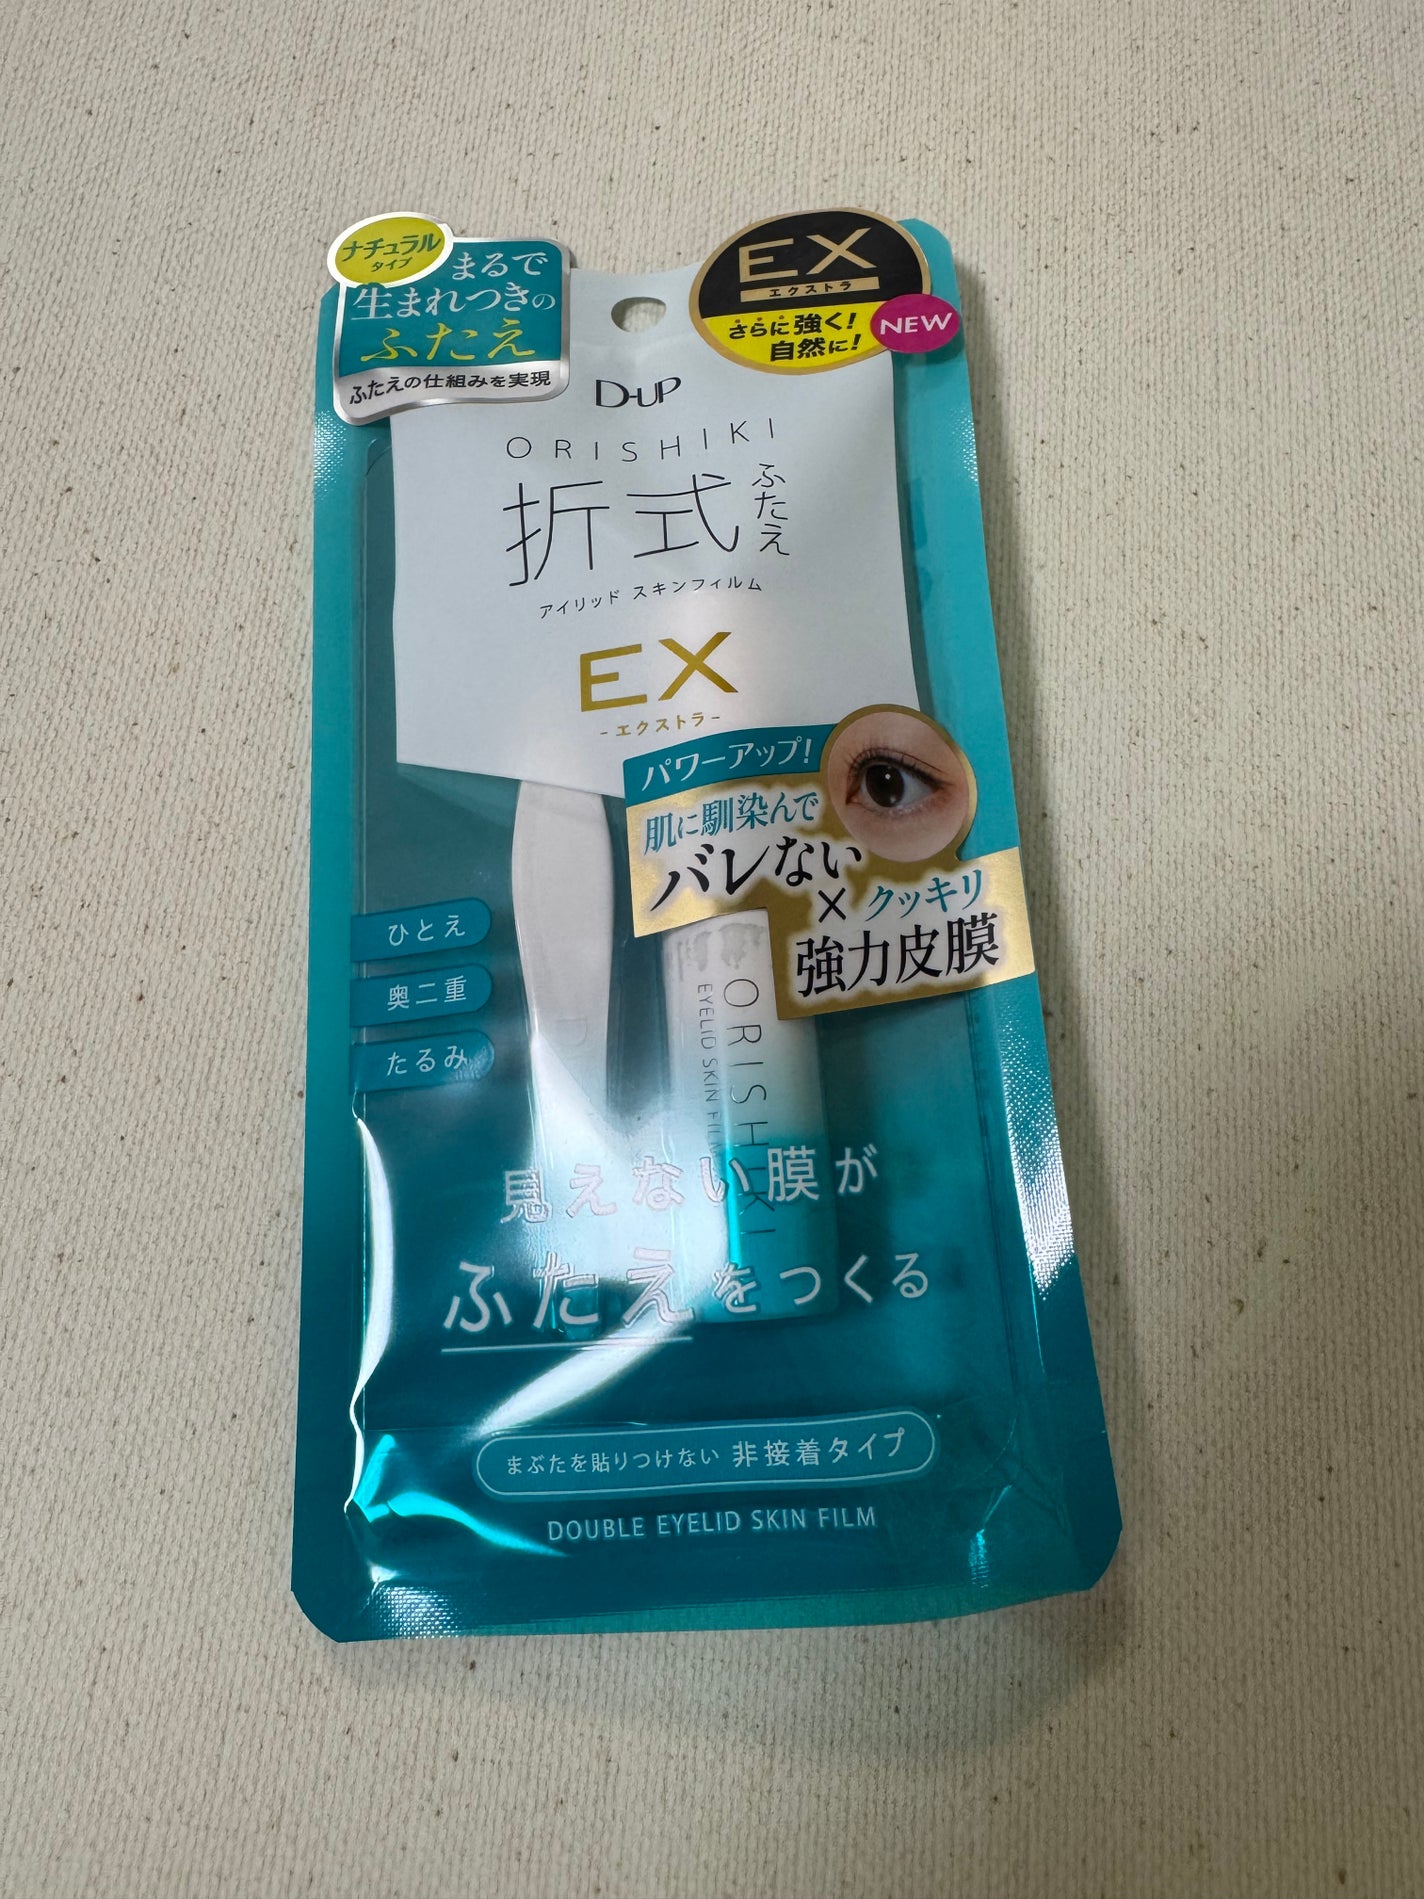 ナチュラル
タイプ
まるで
生まれつきの
ふたえ
ふたえの仕組みを実現
EX
エクストラ
さらに強く!
自然に!
NEW
D-UP
ORISHIKI
折式
ふたえ
アイリッド スキンフィルム
EX
-エクストラ-
パワーアップ!
肌に馴染んで
バレない
×クッキリ
強力皮膜
ひとえ
奥二重
たるみ
ORISHIKI
EYELID SKIN FILM
見えない膜が
ふたえをつくる
まぶたを貼りつけない 非接着タイプ
DOUBLE EYELID SKIN FILM